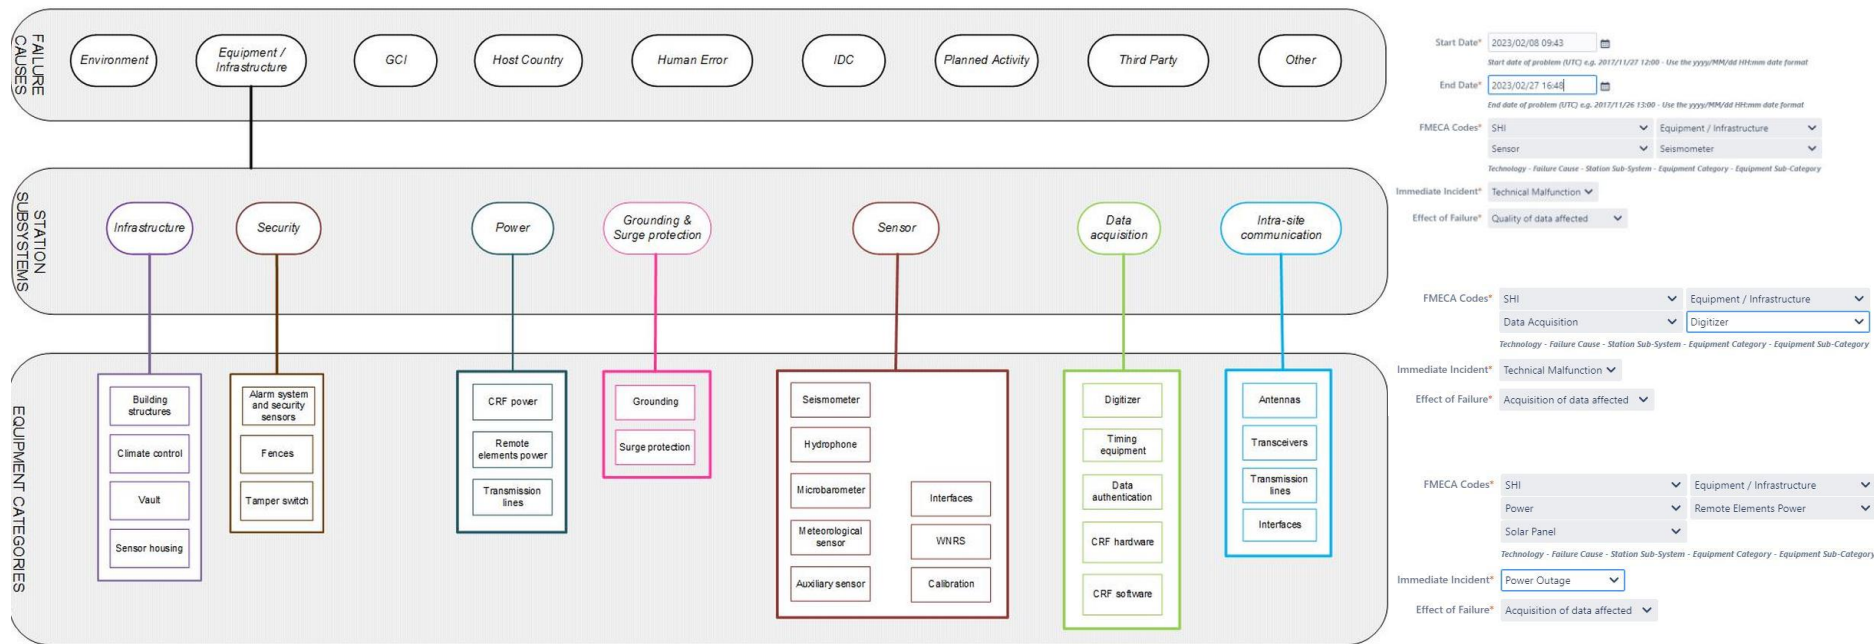 FAILURE
CAUSES
Environment
Equipment /
Infrastructure
GCI
Host Country
Human Error
IDC
Planned Activity
Third Party
Other
STATION
SUBSYSTEMS
Infrastructure
Security
Power
Grounding &
Surge protection
Sensor
Data
acquisition
Intra-site
communication
EQUIPMENT CATEGORIES
Building
structures
Climate control
Vault
Sensor housing
Alarm system
and security
sensors
Fences
Tamper switch
CRF power
Remote
elements power
Transmission
lines
Grounding
Surge protection
Seismometer
Hydrophone
Microbarometer
Meteorological
sensor
Auxiliary sensor
Interfaces
WNRS
Calibration
Digitizer
Timing
equipment
Data
authentication
CRF hardware
CRF software
Antennas
Transceivers
Transmission
lines
Interfaces
Start Date* 2023/02/08 09:43
Start date of problem (UTC) e.g. 2017/11/27 12:00 - Use the yyyy/MM/dd HH:mm date format
End Date* 2023/02/27 16:48
End date of problem (UTC) e.g. 2017/11/26 13:00 - Use the yyyy/MM/dd HH:mm date format
FMECA Codes* SHI Equipment / Infrastructure
Sensor Seismometer
Technology - Failure Cause - Station Sub-System - Equipment Category - Equipment Sub-Category
Immediate Incident* Technical Malfunction
Effect of Failure* Quality of data affected
FMECA Codes* SHI Equipment / Infrastructure
Data Acquisition Digitizer
Technology - Failure Cause - Station Sub-System - Equipment Category - Equipment Sub-Category
Immediate Incident* Technical Malfunction
Effect of Failure* Acquisition of data affected
FMECA Codes* SHI Equipment / Infrastructure
Power Remote Elements Power
Solar Panel
Technology - Failure Cause - Station Sub-System - Equipment Category - Equipment Sub-Category
Immediate Incident* Power Outage
Effect of Failure* Acquisition of data affected